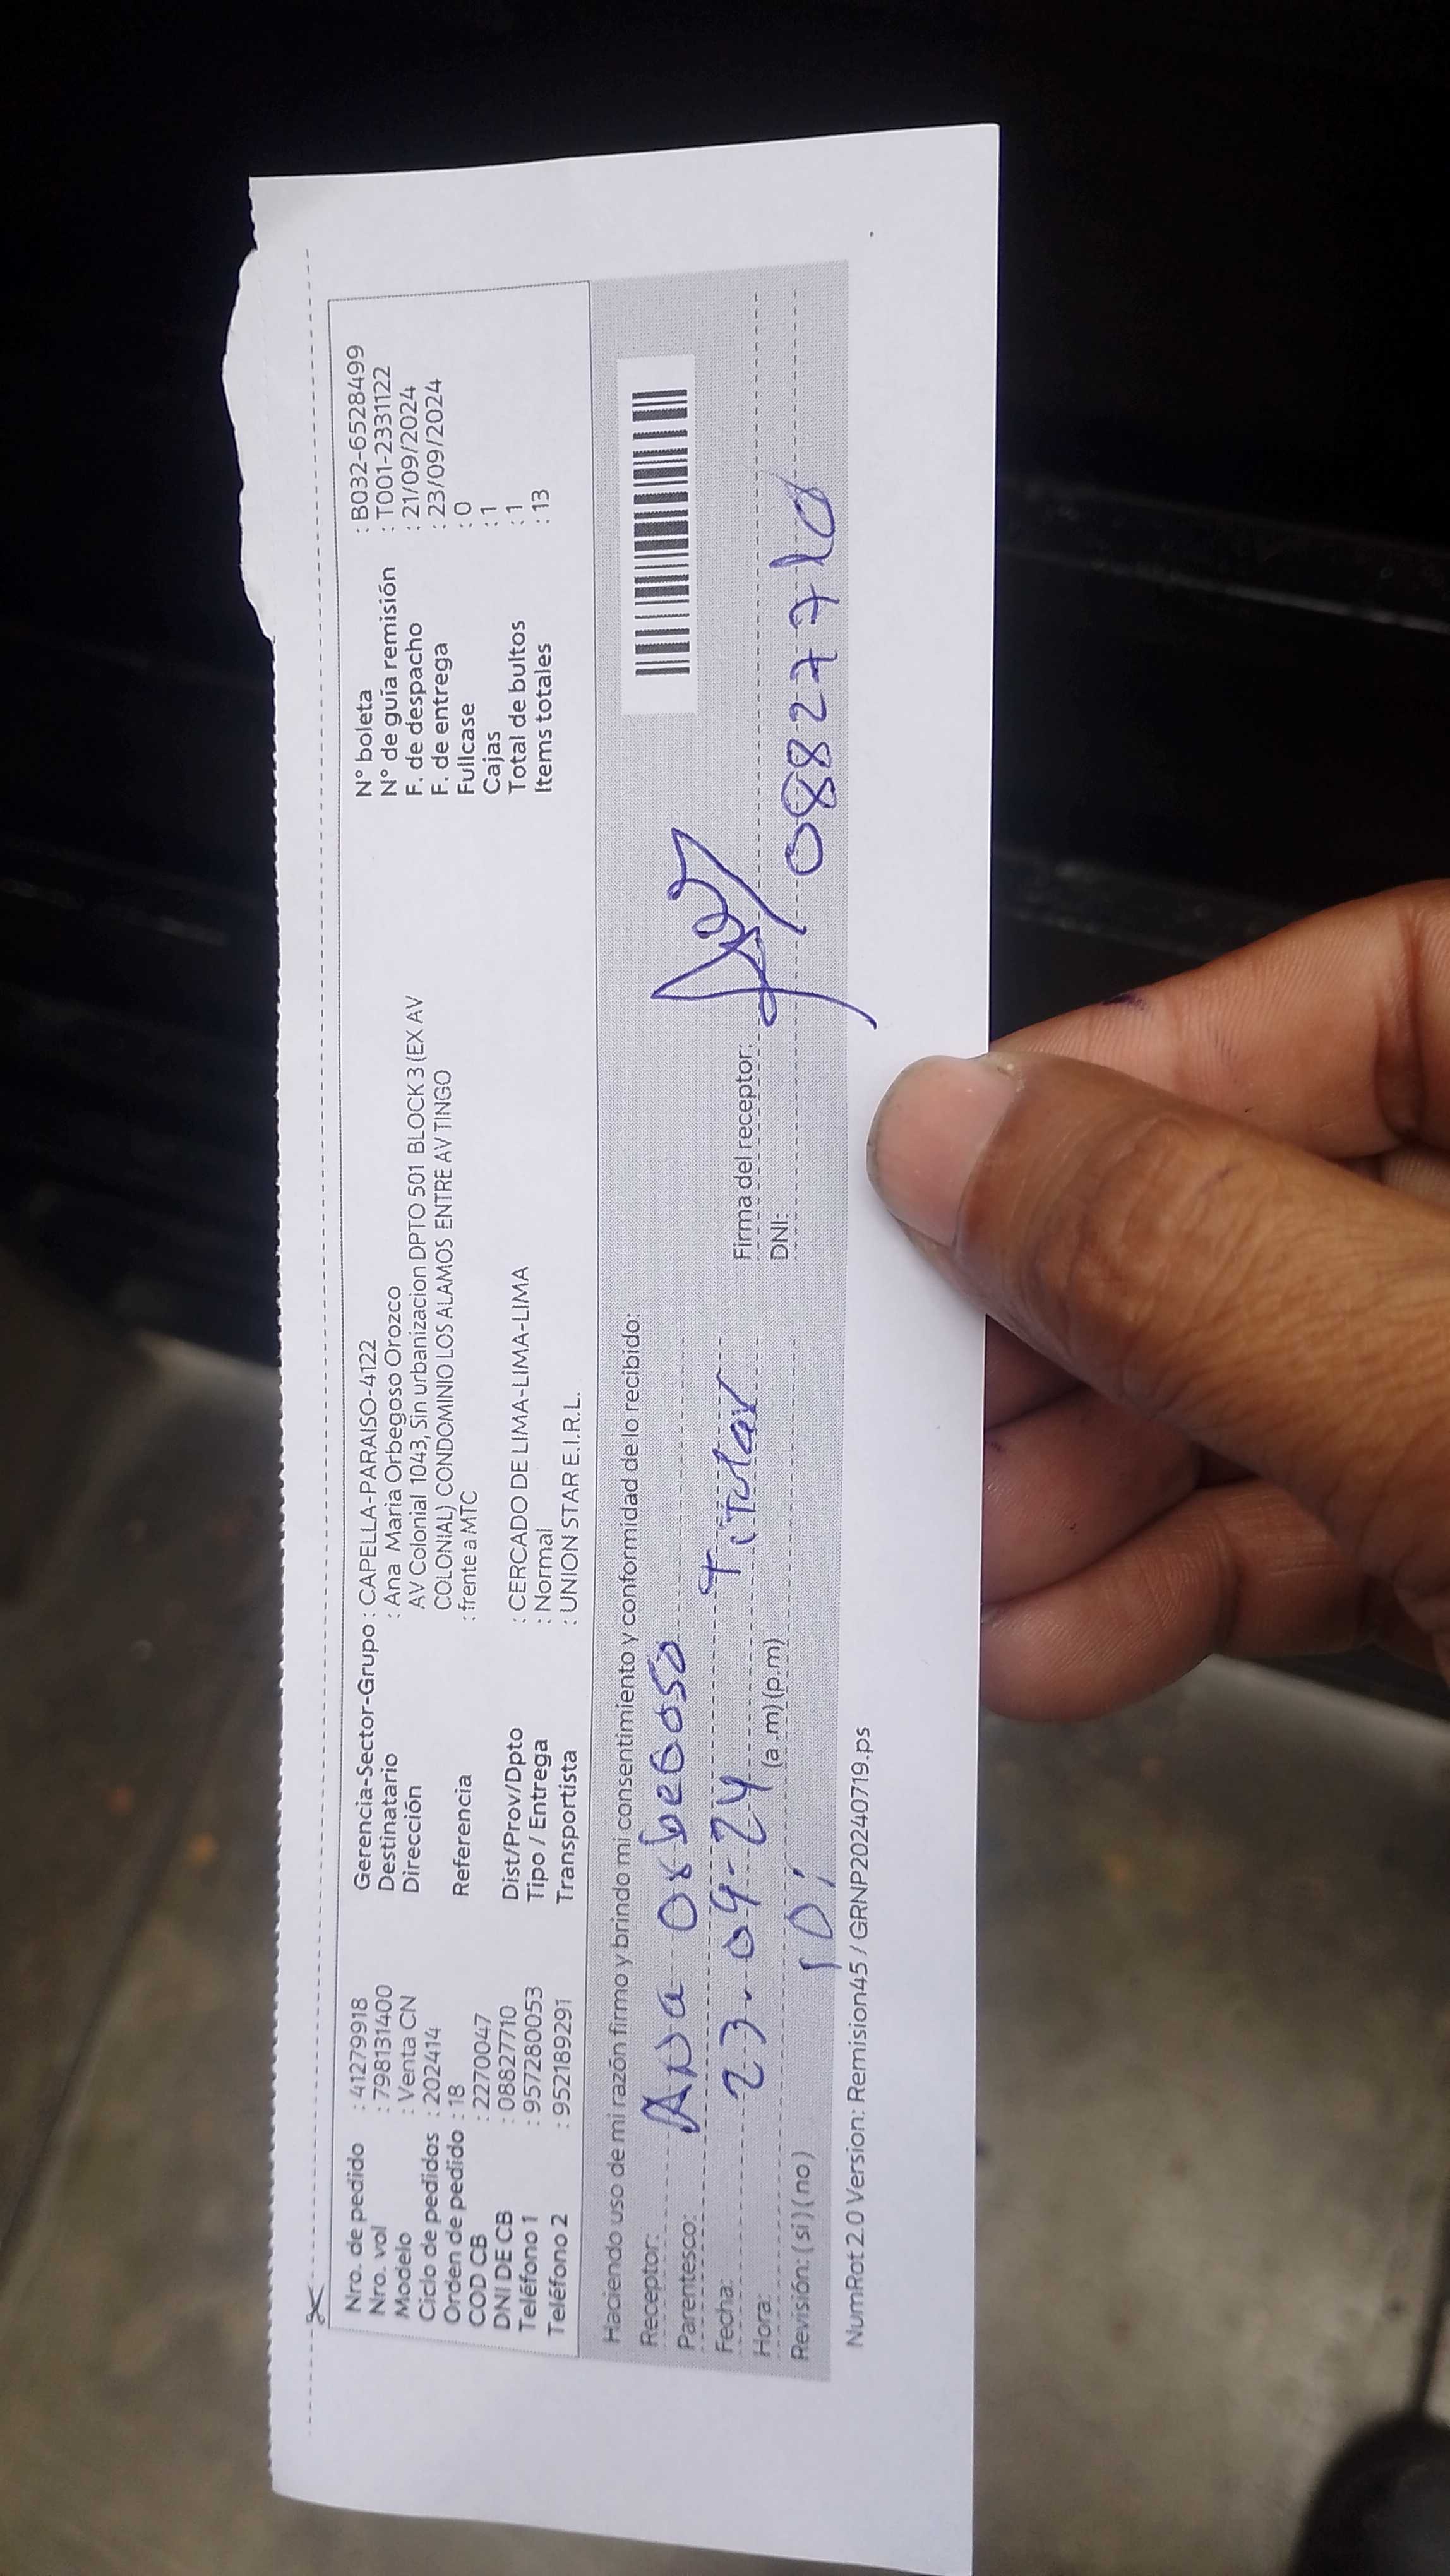 Nro. de pedido : 41279918 Gerencia-Sector-Grupo : CAPELLA-PARAISO-4122 N° boleta : B032-6528499
Nro. vol : 798131400 Destinatario : Ana Maria Orbegoso Orozco N° de guía remisión : T001-2331122
Modelo : Venta CN Dirección AV Colonial 1043, Sin urbanizacion DPTO 501 BLOCK 3 (EX AV F. de despacho : 21/09/2024
Ciclo de pedidos : 202414 COLONIAL) CONDOMINIO LOS ALAMOS ENTRE AV TINGO F. de entrega : 23/09/2024
Orden de pedido : 18 Referencia : frente a MTC Fullcase : 0
COD CB : 2270047 Cajas : 1
DNI DE CB : 08827710 Dist/Prov/Dpto : CERCADO DE LIMA-LIMA-LIMA Total de bultos : 1
Teléfono 1 : 957280053 Tipo / Entrega : Normal Items totales : 13
Teléfono 2 : 952189291 Transportista : UNION STAR E.I.R.L.
Haciendo uso de mi razón firmo y brindo mi consentimiento y conformidad de lo recibido:
Receptor: Ana Orbegoso
Parentesco: Titular
Fecha: 23-09-24 Firma del receptor:
Hora: (a.m) (p.m) DNI: 08827710
Revisión: ( si ) ( no ) 10:
NumRot 2.0 Version: Remision45 / GRNP20240719.ps